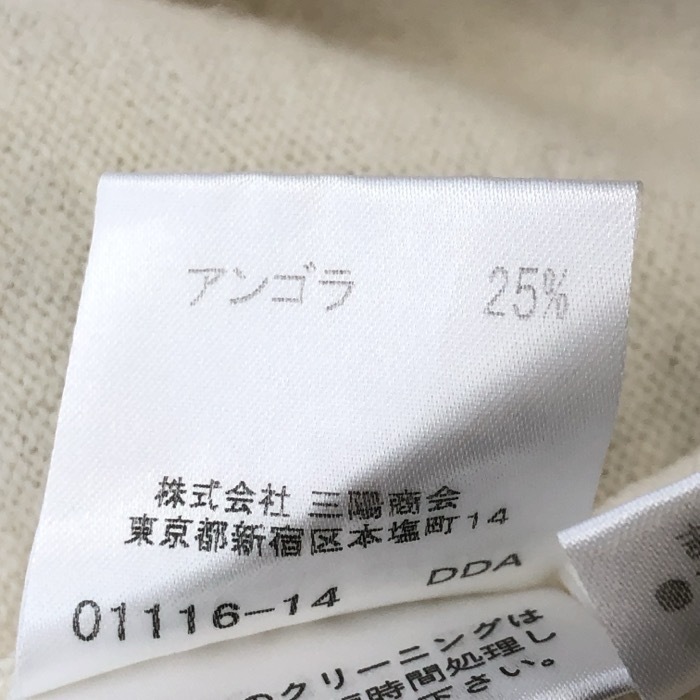 アンゴラ 25%
株式会社 三陽商会
東京都新宿区本塩町14
DDA
01116-14
のクリーニングは
時間処理し
下さい。